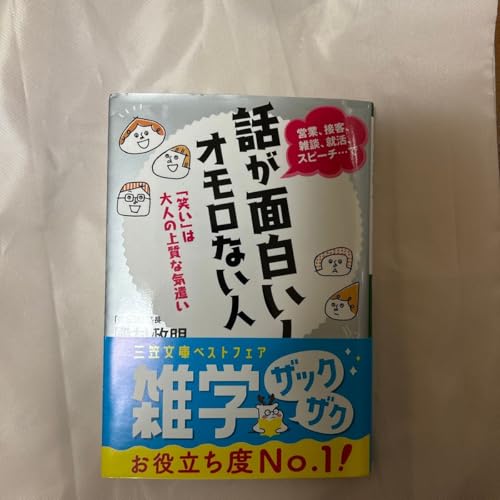 営業、接客、
雑談、就活、
スピーチ…で
話が面白い人
オモロない人
「笑い」は
大人の上質な気遣い
長
政明
三笠文庫ベストフェア
雑学
ザック
ザク
お役立ち度No.1!